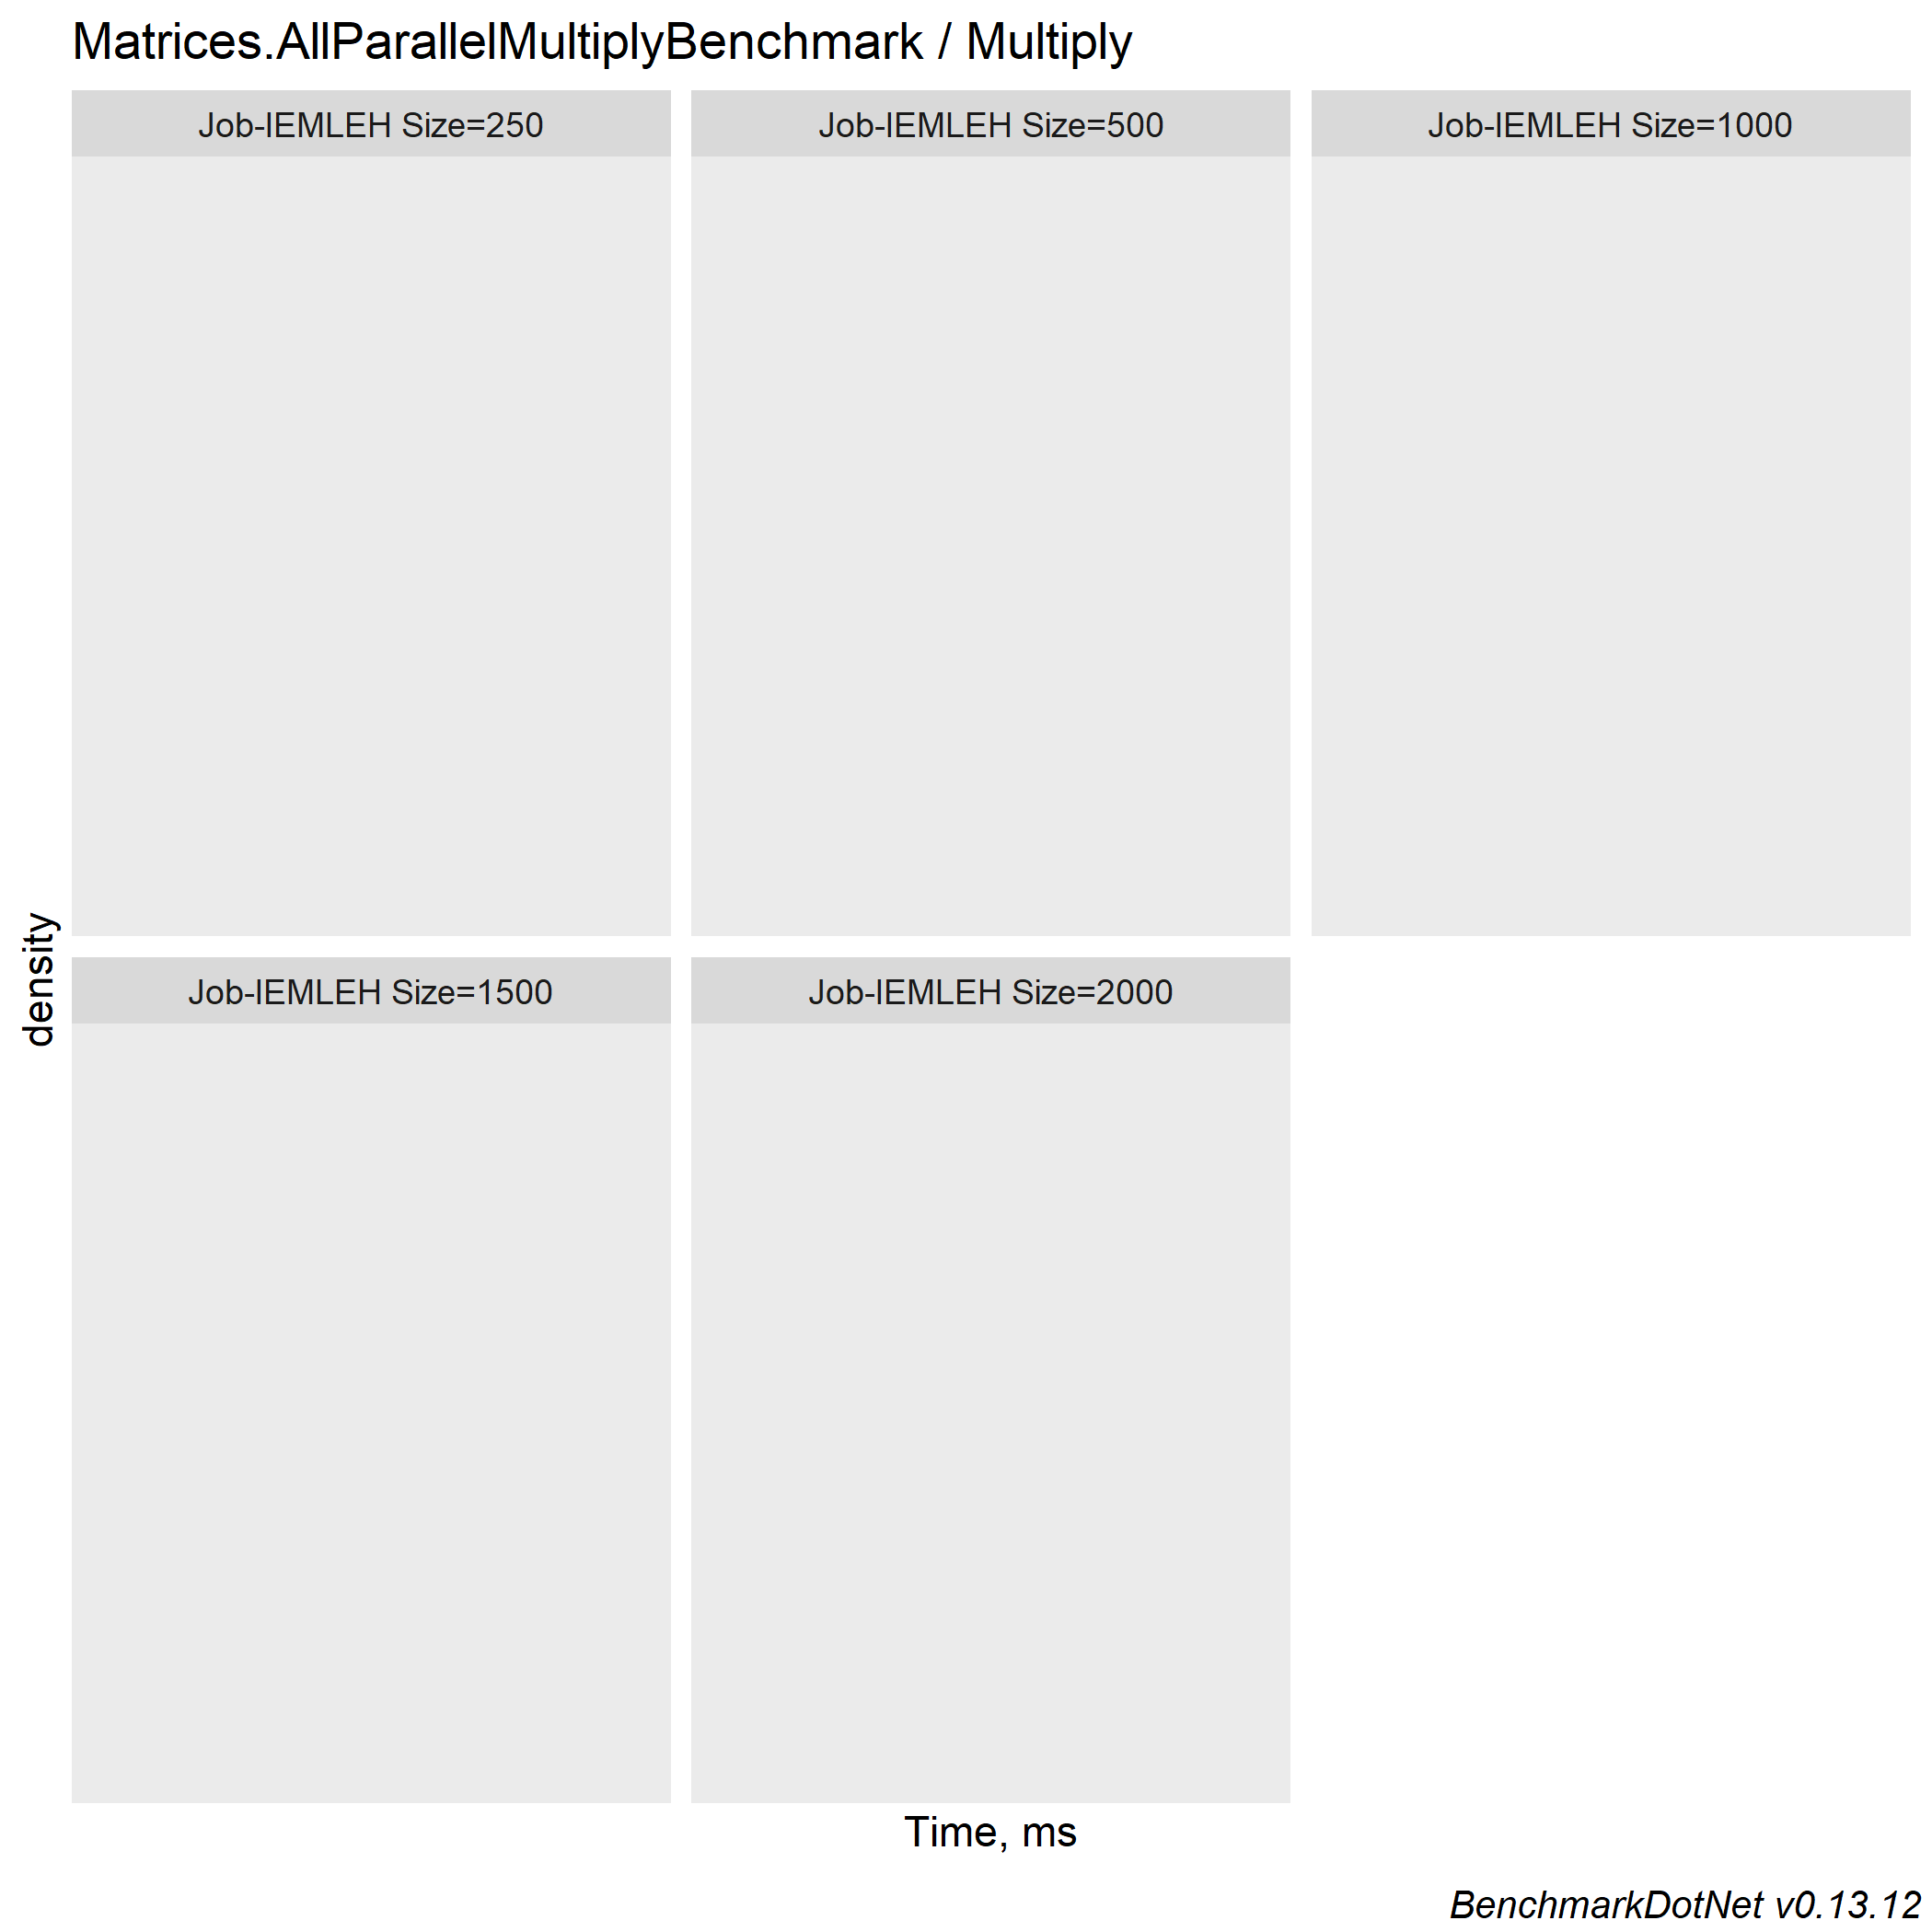 Matrices.AllParallelMultiplyBenchmark / Multiply
Job-IEMLEH Size=250
Job-IEMLEH Size=500
Job-IEMLEH Size=1000
density
Job-IEMLEH Size=1500
Job-IEMLEH Size=2000
Time, ms
BenchmarkDotNet v0.13.12